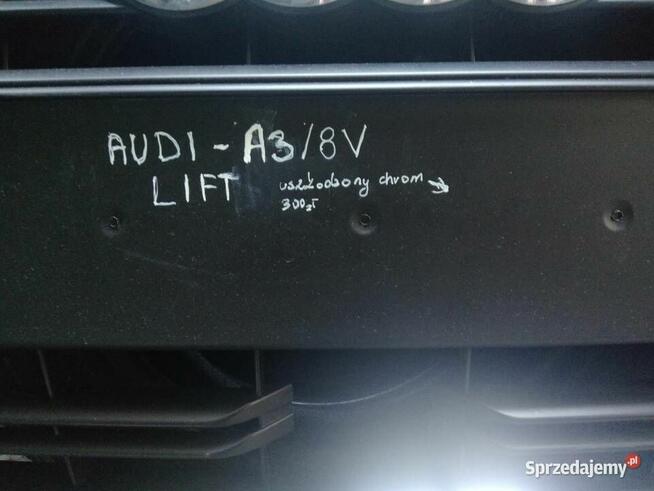 AUDI - A3/8V
LIFT uszkodzony chrom →
300zł
Sprzedajemy.pl